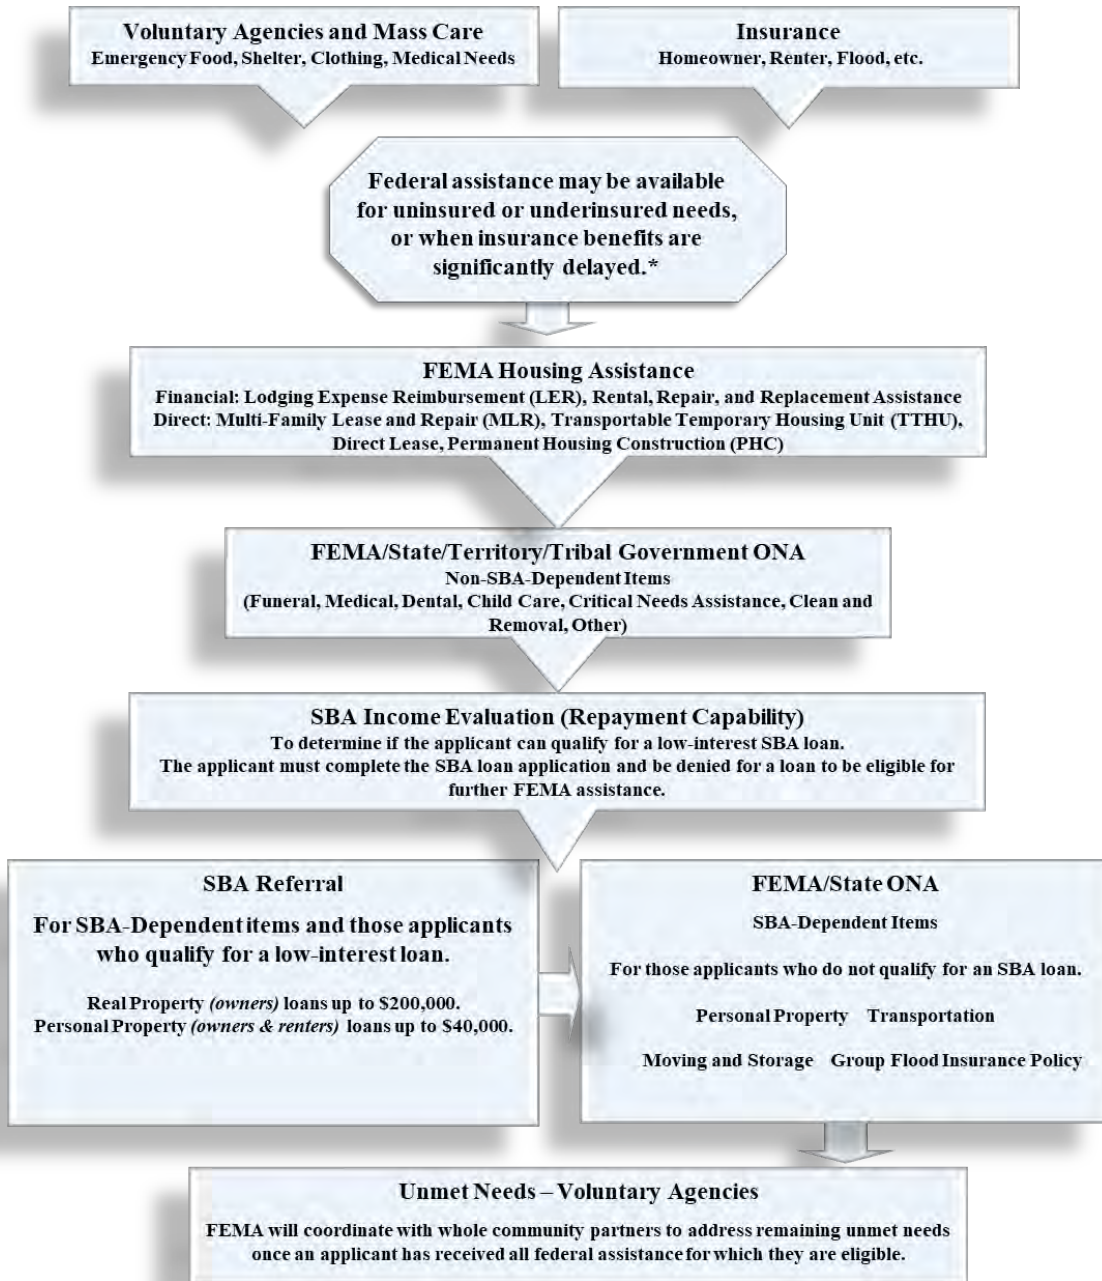 Voluntary Agencies and Mass Care
Emergency Food, Shelter, Clothing, Medical Needs
Insurance
Homeowner, Renter, Flood, etc.
Federal assistance may be available
for uninsured or underinsured needs,
or when insurance benefits are
significantly delayed.*
FEMA Housing Assistance
Financial: Lodging Expense Reimbursement (LER), Rental, Repair, and Replacement Assistance
Direct: Multi-Family Lease and Repair (MLR), Transportable Temporary Housing Unit (TTHU),
Direct Lease, Permanent Housing Construction (PHC)
FEMA/State/Territory/Tribal Government ONA
Non-SBA-Dependent Items
(Funeral, Medical, Dental, Child Care, Critical Needs Assistance, Clean and
Removal, Other)
SBA Income Evaluation (Repayment Capability)
To determine if the applicant can qualify for a low-interest SBA loan.
The applicant must complete the SBA loan application and be denied for a loan to be eligible for
further FEMA assistance.
SBA Referral
For SBA-Dependent items and those applicants
who qualify for a low-interest loan.
Real Property (owners) loans up to $200,000.
Personal Property (owners & renters) loans up to $40,000.
FEMA/State ONA
SBA-Dependent Items
For those applicants who do not qualify for an SBA loan.
Personal Property Transportation
Moving and Storage Group Flood Insurance Policy
Unmet Needs – Voluntary Agencies
FEMA will coordinate with whole community partners to address remaining unmet needs
once an applicant has received all federal assistance for which they are eligible.